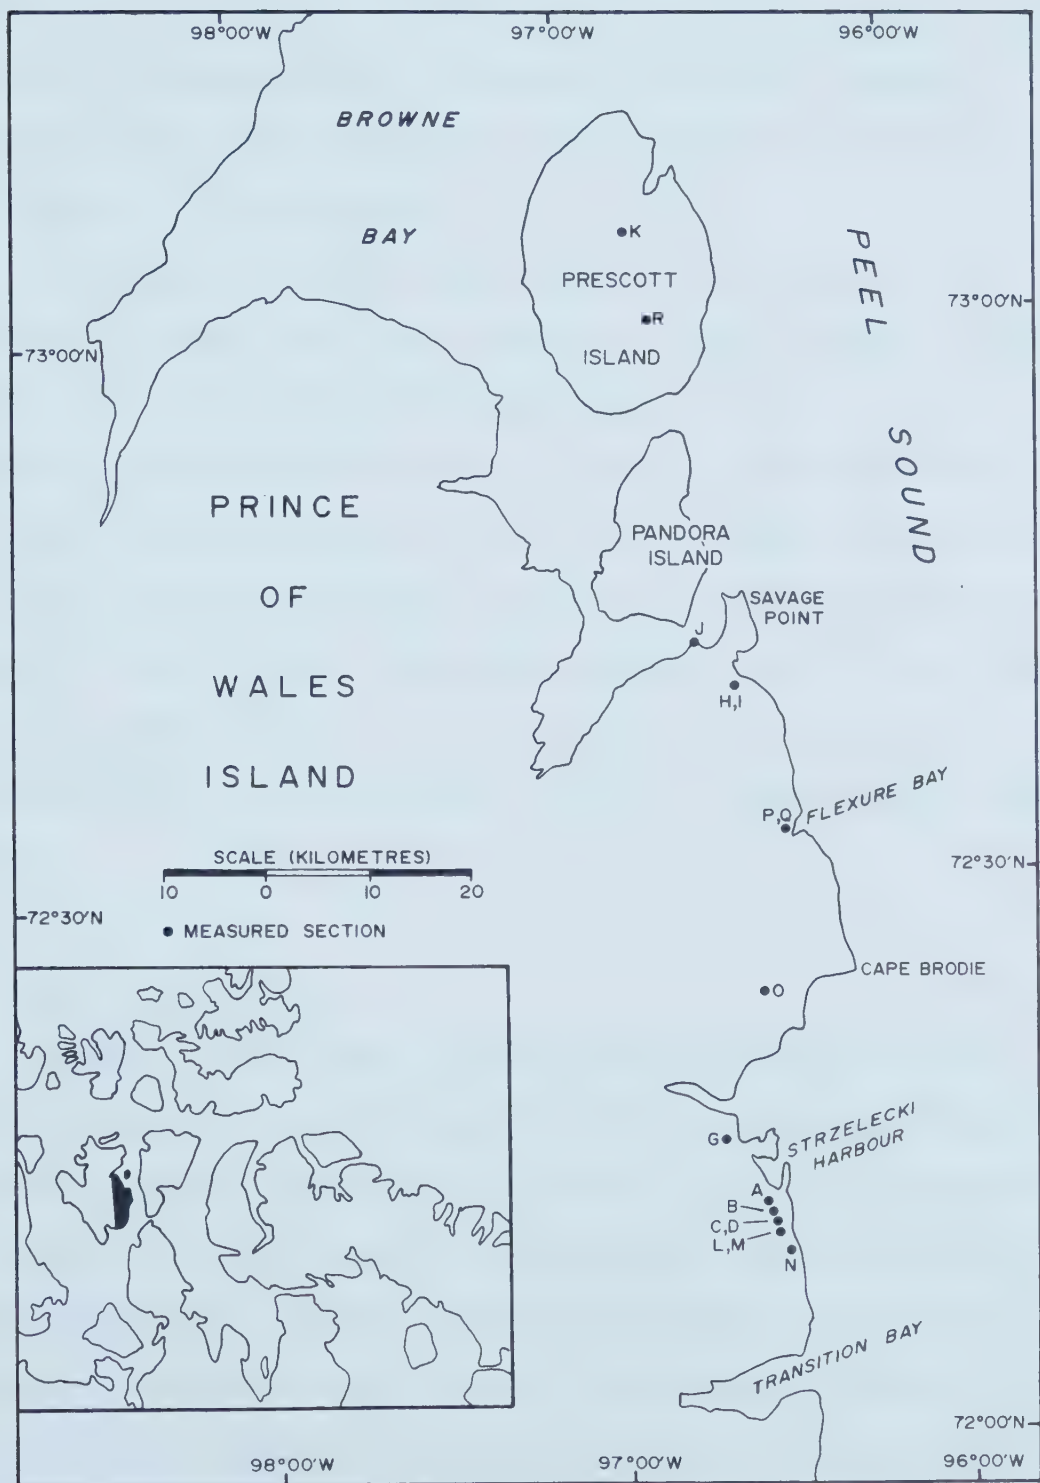 98°00'W 97°00'W 96°00'W
BROWNE
BAY
K
PRESCOTT
R
ISLAND
PEEL
SOUND
73°00'N
73°00'N
PRINCE
OF
WALES
ISLAND
PANDORA
ISLAND
SAVAGE
POINT
J
H,I
P,Q
FLEXURE BAY
SCALE (KILOMETRES)
10 0 10 20
MEASURED SECTION
72°30'N
72°30'N
CAPE BRODIE
O
G
STRZELECKI
HARBOUR
A
B
C,D
L,M
N
TRANSITION BAY
72°00'N
98°00'W 97°00'W 96°00'W